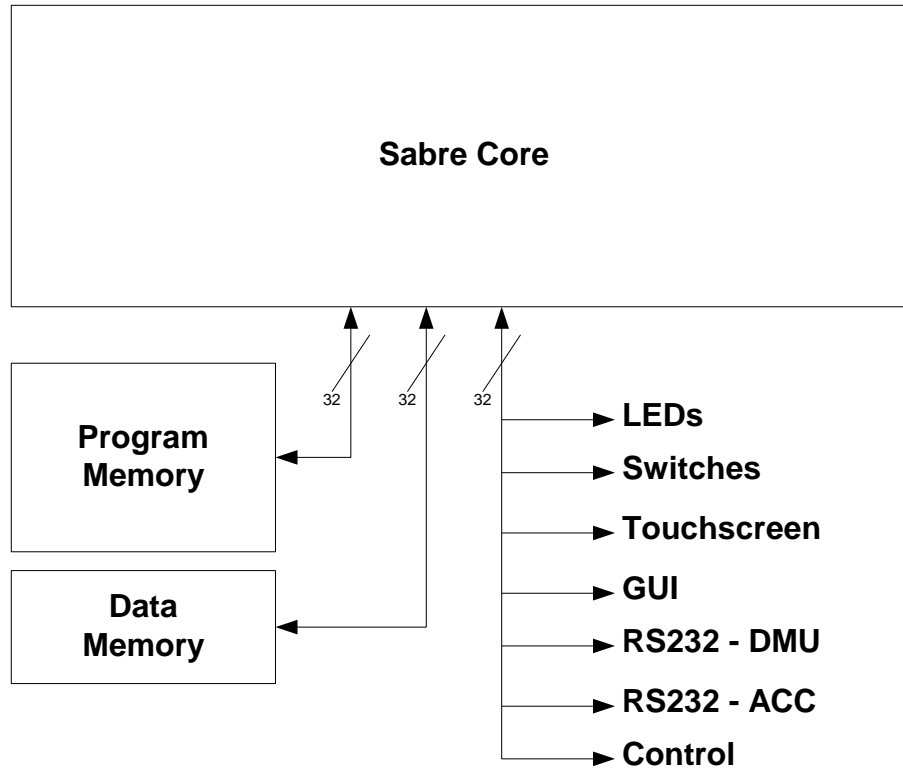 Sabre Core
32
32
32
Program
Memory
Data
Memory
LEDs
Switches
Touchscreen
GUI
RS232 - DMU
RS232 - ACC
Control